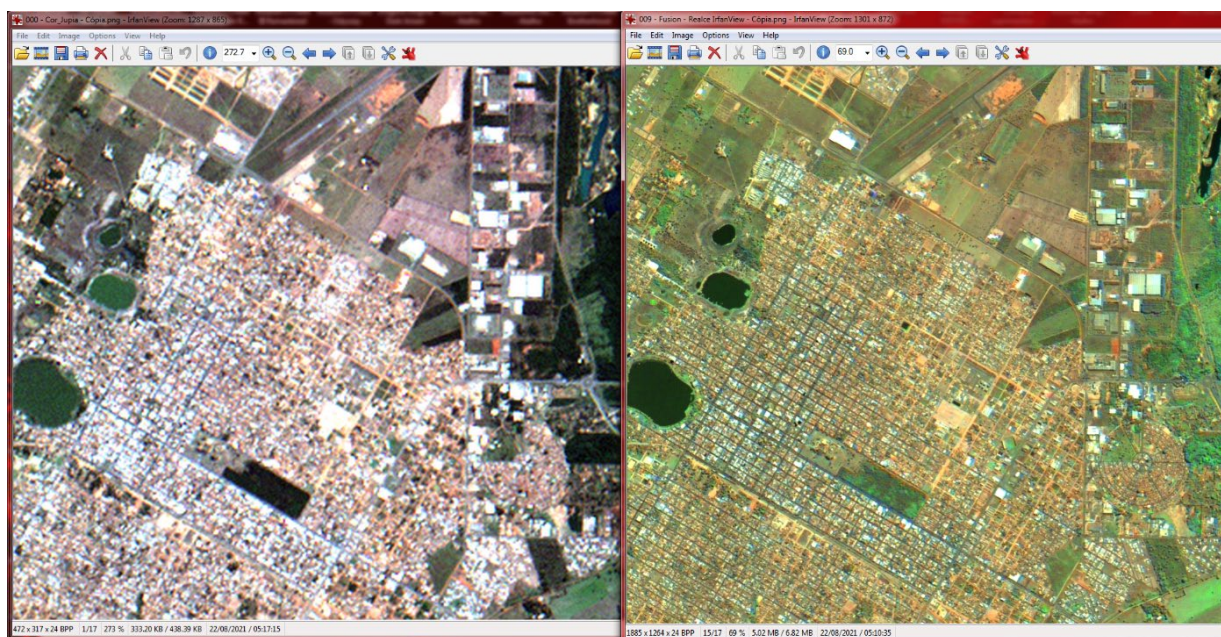 000 - Cor_Jupia - Cópia.png - IrfanView (Zoom: 1287 x 865)
File Edit Image Options View Help
272.7
472 x 317 x 24 BPP 1/17 273 % 333.20 KB / 438.39 KB 22/08/2021 / 05:17:15
009 - Fusion - Realce IrfanView - Cópia.png - IrfanView (Zoom: 1301 x 872)
File Edit Image Options View Help
69.0
1885 x 1264 x 24 BPP 15/17 69 % 5.02 MB / 6.82 MB 22/08/2021 / 05:10:35